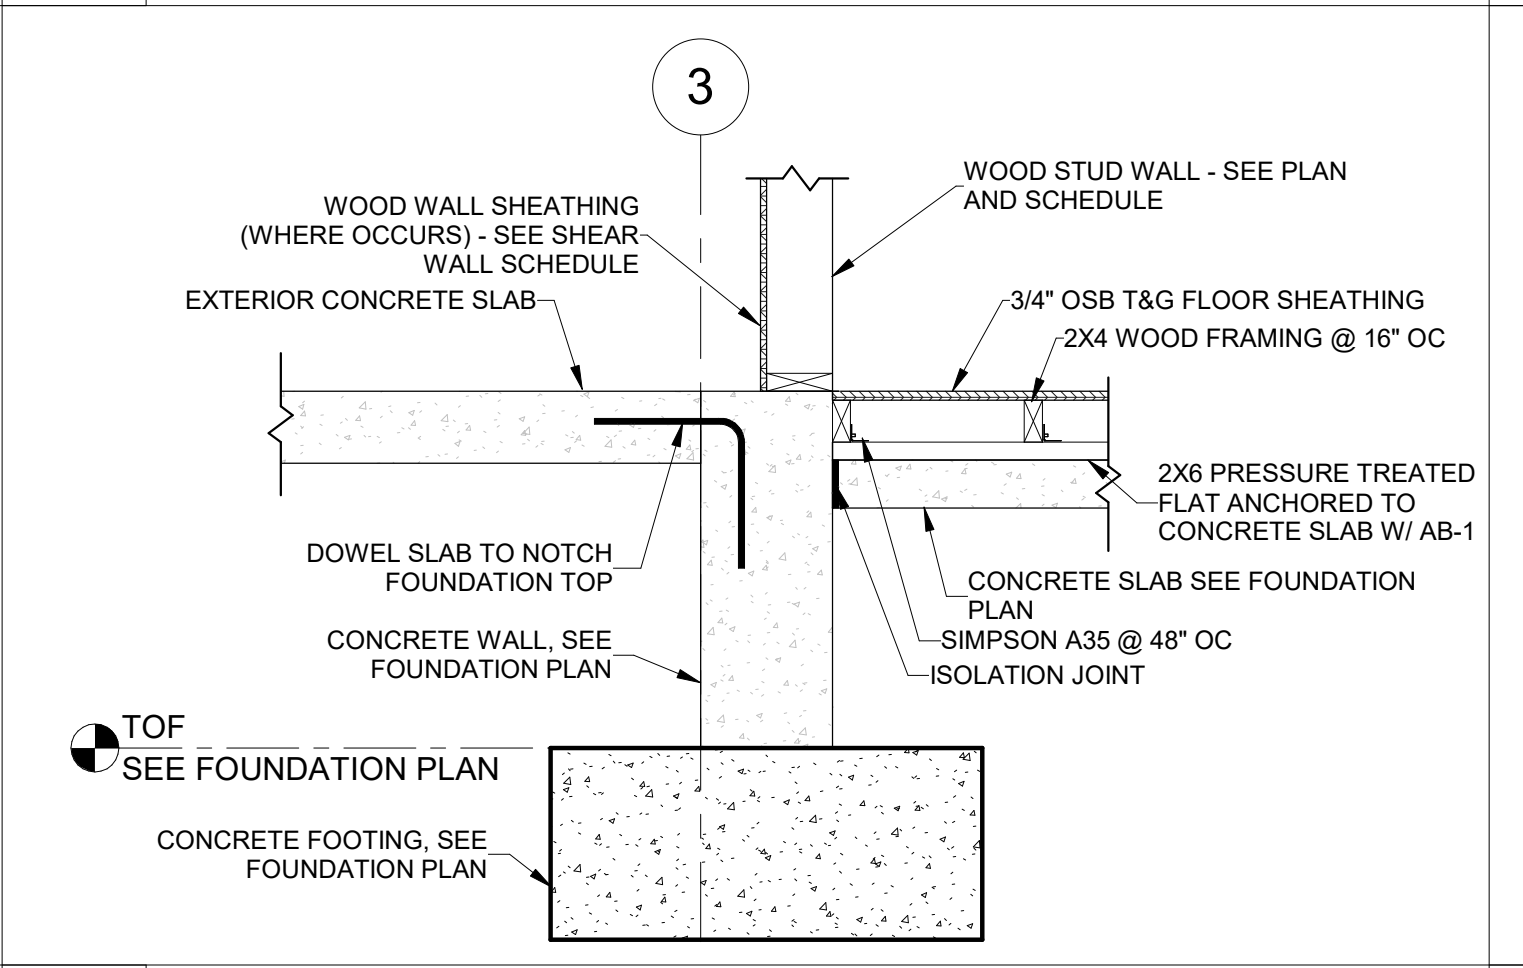 3
WOOD STUD WALL - SEE PLAN
AND SCHEDULE
WOOD WALL SHEATHING
(WHERE OCCURS) - SEE SHEAR
WALL SCHEDULE
EXTERIOR CONCRETE SLAB
3/4" OSB T&G FLOOR SHEATHING
2X4 WOOD FRAMING @ 16" OC
2X6 PRESSURE TREATED
FLAT ANCHORED TO
CONCRETE SLAB W/ AB-1
DOWEL SLAB TO NOTCH
FOUNDATION TOP
CONCRETE SLAB SEE FOUNDATION
PLAN
SIMPSON A35 @ 48" OC
ISOLATION JOINT
CONCRETE WALL, SEE
FOUNDATION PLAN
TOF
SEE FOUNDATION PLAN
CONCRETE FOOTING, SEE
FOUNDATION PLAN